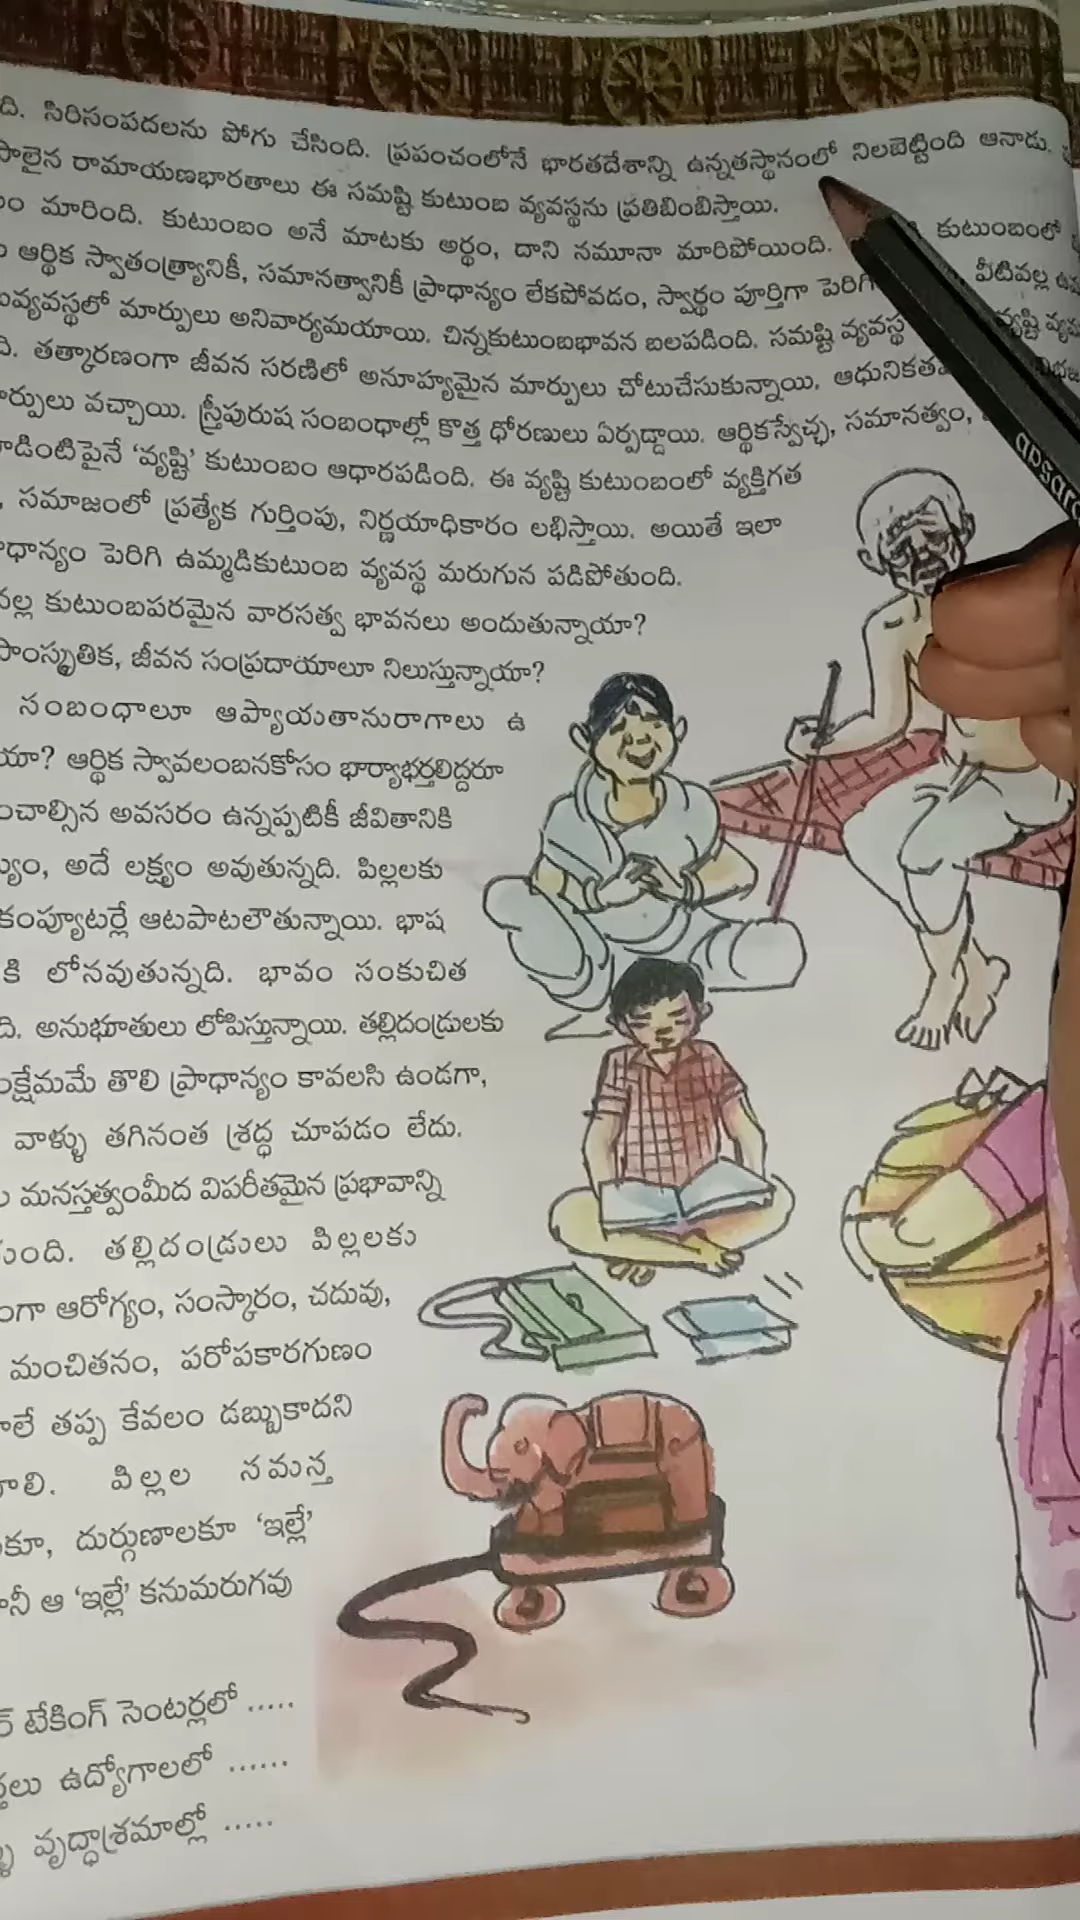 ది. సిరిసంపదలను పోగు చేసింది. ప్రపంచంలోనే భారతదేశాన్ని ఉన్నతస్థానంలో నిలబెట్టింది ఆనాడు.
రామాయణభారతాలు ఈ సమష్టి కుటుంబ వ్యవస్థను ప్రతిబింబిస్తాయి.
మారింది. కుటుంబం అనే మాటకు అర్థం, దాని నమూనా మారిపోయింది. కుటుంబంలో
ఆర్థిక స్వాతంత్ర్యానికీ, సమానత్వానికీ ప్రాధాన్యం లేకపోవడం, స్వార్థం పూర్తిగా వీటివల్ల
మార్పులు అనివార్యమయాయి. చిన్నకుటుంబభావన బలపడింది. సమష్టి వ్యవస్థ
ది. తత్కారణంగా జీవన సరణిలో అనూహ్యమైన మార్పులు చోటుచేసుకున్నాయి.
వచ్చాయి. స్త్రీపురుష సంబంధాల్లో కొత్త ధోరణులు ఏర్పడ్డాయి. ఆర్థికస్వేచ్ఛ, సమానత్వం,
‘వ్యష్టి’ కుటుంబం ఆధారపడింది. ఈ వ్యష్టి కుటుంబంలో వ్యక్తిగత
, సమాజంలో ప్రత్యేక గుర్తింపు, నిర్ణయాధికారం లభిస్తాయి. అయితే ఇలా
పెరిగి ఉమ్మడికుటుంబ వ్యవస్థ మరుగున పడిపోతుంది.
కుటుంబపరమైన వారసత్వ భావనలు అందుతున్నాయా?
సాంస్కృతిక, జీవన సంప్రదాయాలూ నిలుస్తున్నాయా?
సంబంధాలూ ఆప్యాయతానురాగాలు ఉ
యా? ఆర్థిక స్వావలంబనకోసం భార్యాభర్తలిద్దరూ
అవసరం ఉన్నప్పటికీ జీవితానికి
అదే లక్ష్యం అవుతున్నది. పిల్లలకు
కంప్యూటర్లే ఆటపాటలౌతున్నాయి. భాష
కి లోనవుతున్నది. భావం సంకుచిత
ది. అనుభూతులు లోపిస్తున్నాయి. తల్లిదండ్రులకు
తొలి ప్రాధాన్యం కావలసి ఉండగా,
వాళ్ళు తగినంత శ్రద్ధ చూపడం లేదు.
మనస్తత్వంమీద విపరీతమైన ప్రభావాన్ని
తల్లిదండ్రులు పిల్లలకు
ఆరోగ్యం, సంస్కారం, చదువు,
మంచితనం, పరోపకారగుణం
తప్ప కేవలం డబ్బుకాదని
పిల్లల సమస్త
దుర్గుణాలకూ ‘ఇల్లే’
ఆ ‘ఇల్లే’ కనుమరుగవు
టేకింగ్ సెంటర్లలో .....
ఉద్యోగాలలో ......
వృద్ధాశ్రమాల్లో .....
apsara